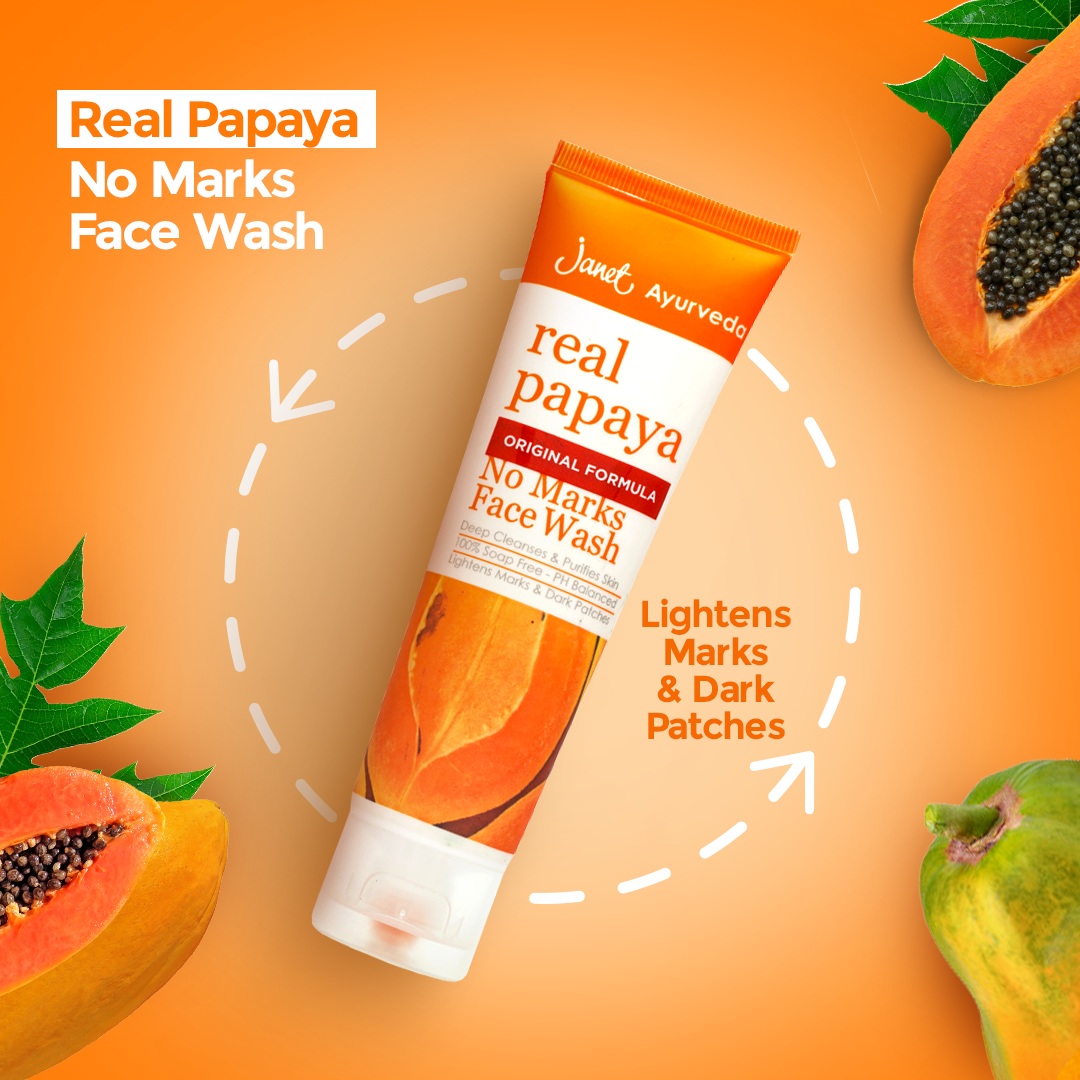 Real Papaya
No Marks
Face Wash
Janet Ayurveda
real
papaya
ORIGINAL FORMULA
No Marks
Face Wash
Deep Cleanses & Purifies Skin
100% Soap Free - PH Balanced
Lightens Marks & Dark Patches
Lightens
Marks
& Dark
Patches